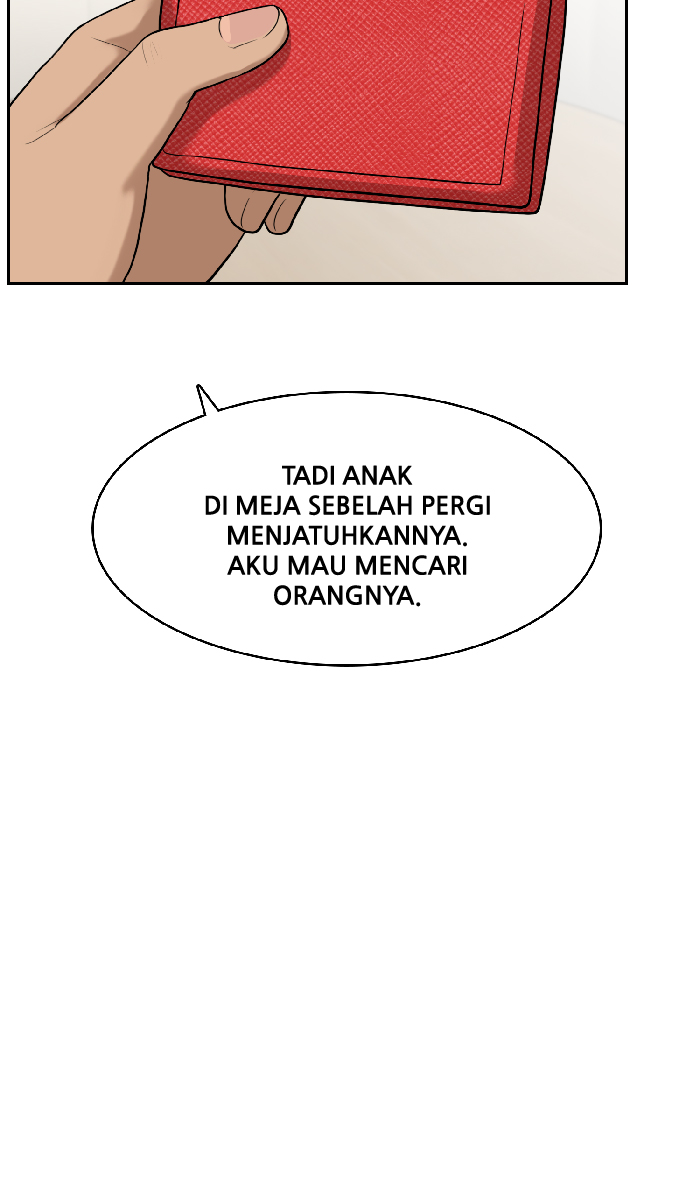 TADI ANAK
DI MEJA SEBELAH PERGI
MENJATUHKANNYA.
AKU MAU MENCARI
ORANGNYA.